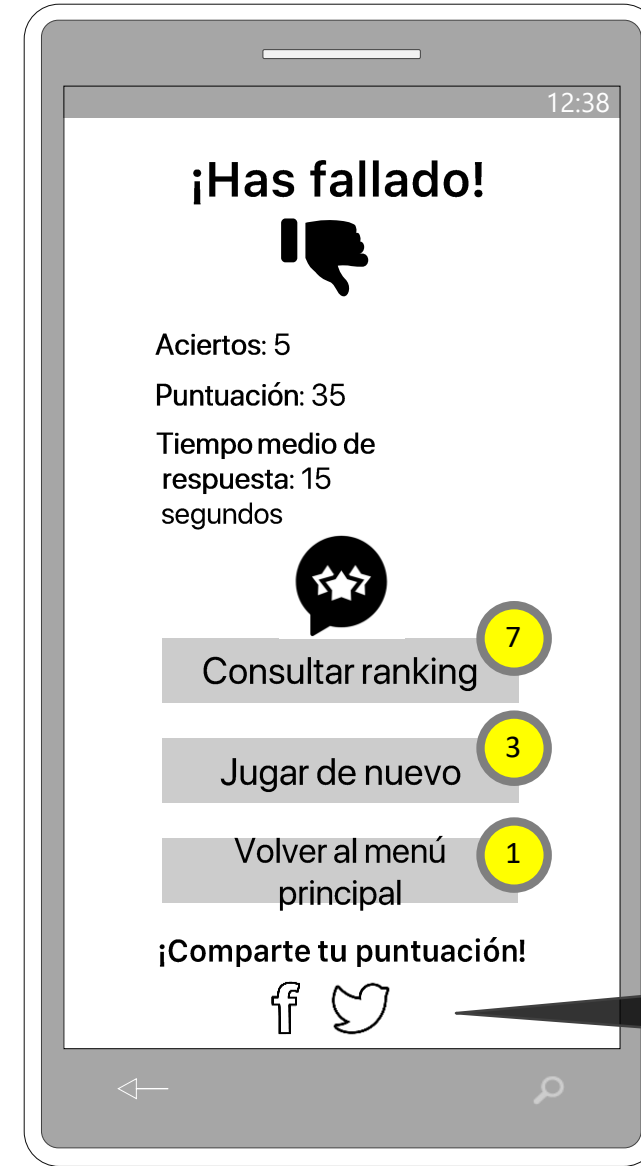 12:38
¡Has fallado!
Aciertos: 5
Puntuación: 35
Tiempo medio de
respuesta: 15
segundos
7
Consultar ranking
3
Jugar de nuevo
1
Volver al menú
principal
¡Comparte tu puntuación!
f